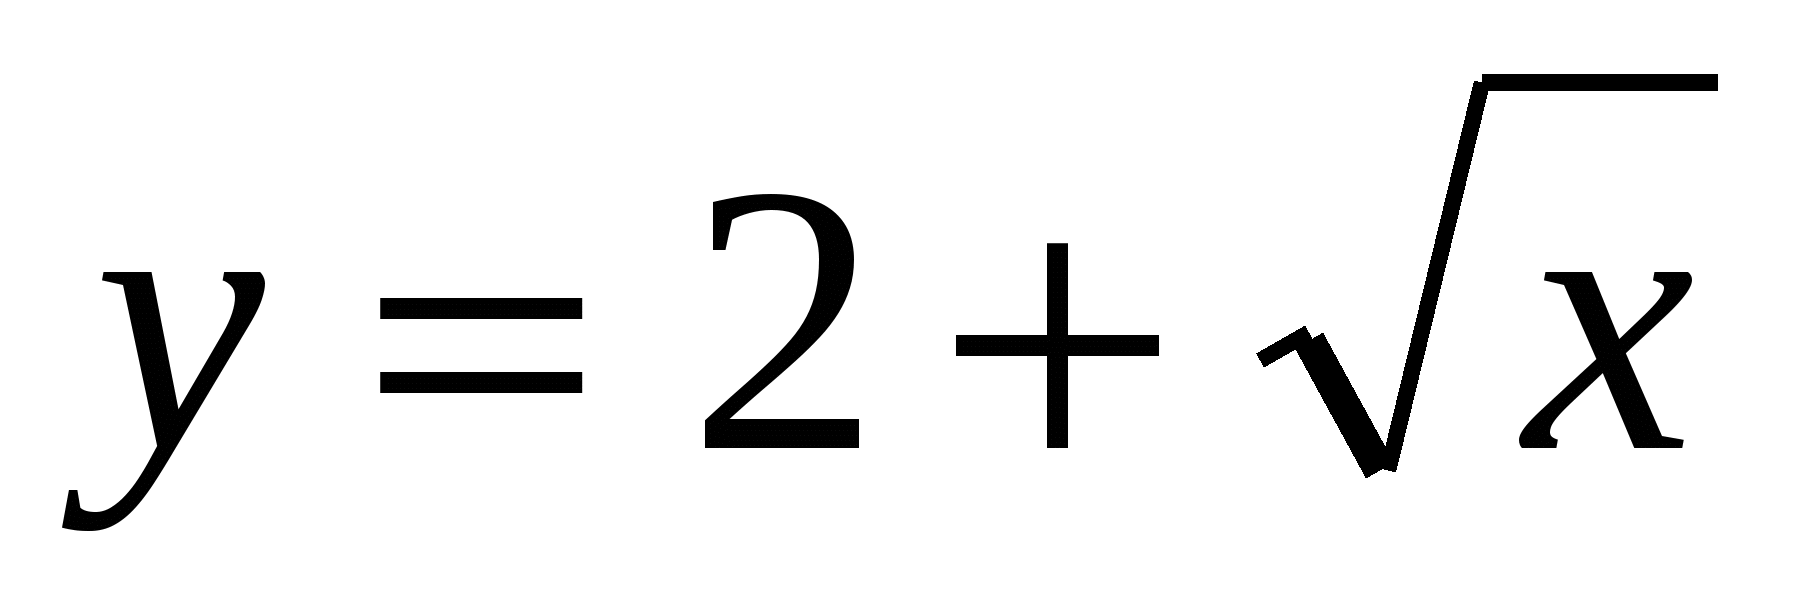 y = 2 + √x